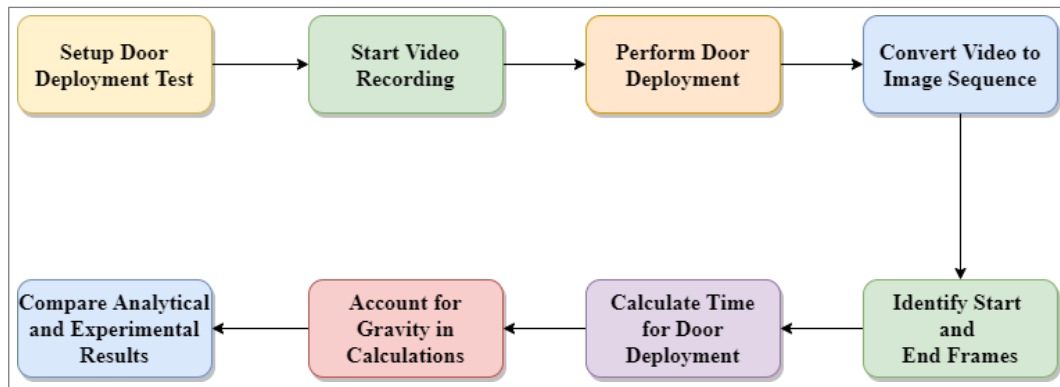 Setup Door
Deployment Test
Start Video
Recording
Perform Door
Deployment
Convert Video to
Image Sequence
Identify Start
and
End Frames
Calculate Time
for Door
Deployment
Account for
Gravity in
Calculations
Compare Analytical
and Experimental
Results